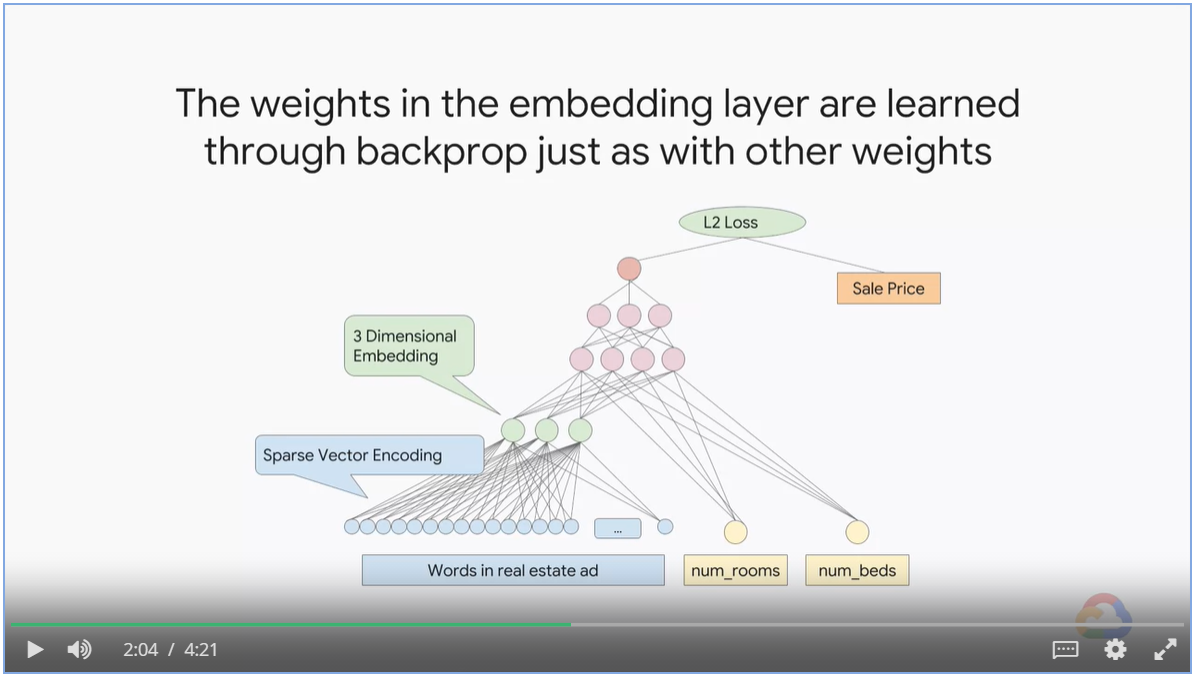 The weights in the embedding layer are learned
through backprop just as with other weights
L2 Loss
Sale Price
3 Dimensional
Embedding
Sparse Vector Encoding
...
Words in real estate ad
num_rooms
num_beds
2:04 / 4:21